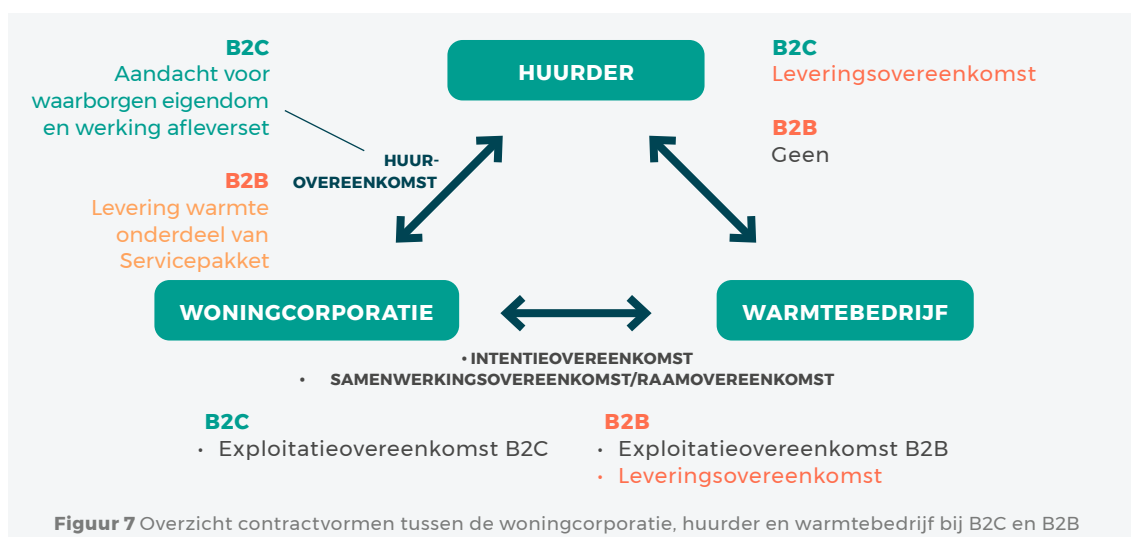 B2C
Aandacht voor
waarborgen eigendom
en werking afleverset
HUUR-
OVEREENKOMST
B2B
Levering warmte
onderdeel van
Servicepakket
HUURDER
B2C
Leveringsovereenkomst
B2B
Geen
WONINGCORPORATIE
WARMTEBEDRIJF
• INTENTIEOVEREENKOMST
• SAMENWERKINGSOVEREENKOMST/RAAMOVEREENKOMST
B2C
• Exploitatieovereenkomst B2C
B2B
• Exploitatieovereenkomst B2B
• Leveringsovereenkomst
Figuur 7 Overzicht contractvormen tussen de woningcorporatie, huurder en warmtebedrijf bij B2C en B2B